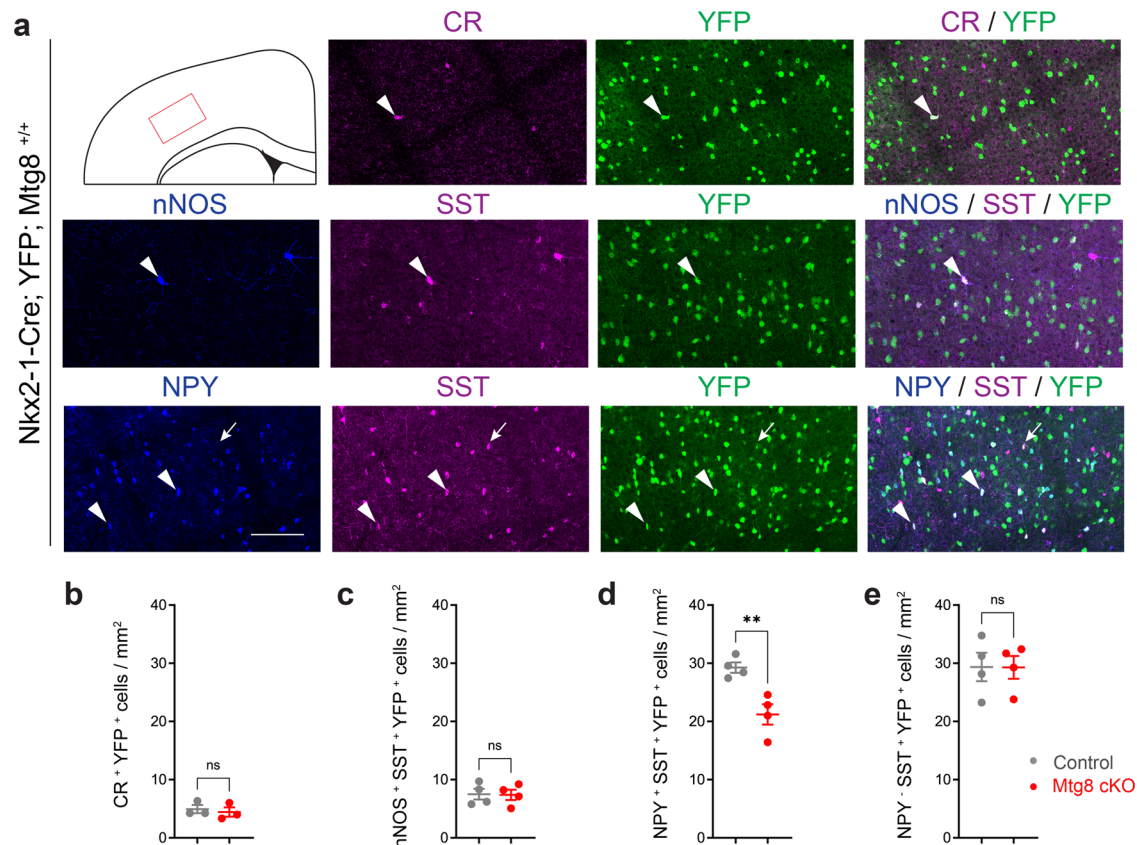 a
CR
YFP
CR / YFP
Nkx2-1-Cre; YFP; Mtg8 +/+
nNOS
SST
YFP
nNOS / SST / YFP
NPY
SST
YFP
NPY / SST / YFP
b
CR + YFP + cells / mm2
40
30
20
10
0
ns
c
nNOS + SST + YFP + cells / mm2
40
30
20
10
0
ns
d
NPY + SST + YFP + cells / mm2
40
30
20
10
0
**
e
NPY - SST + YFP + cells / mm2
40
30
20
10
0
ns
Control
Mtg8 cKO